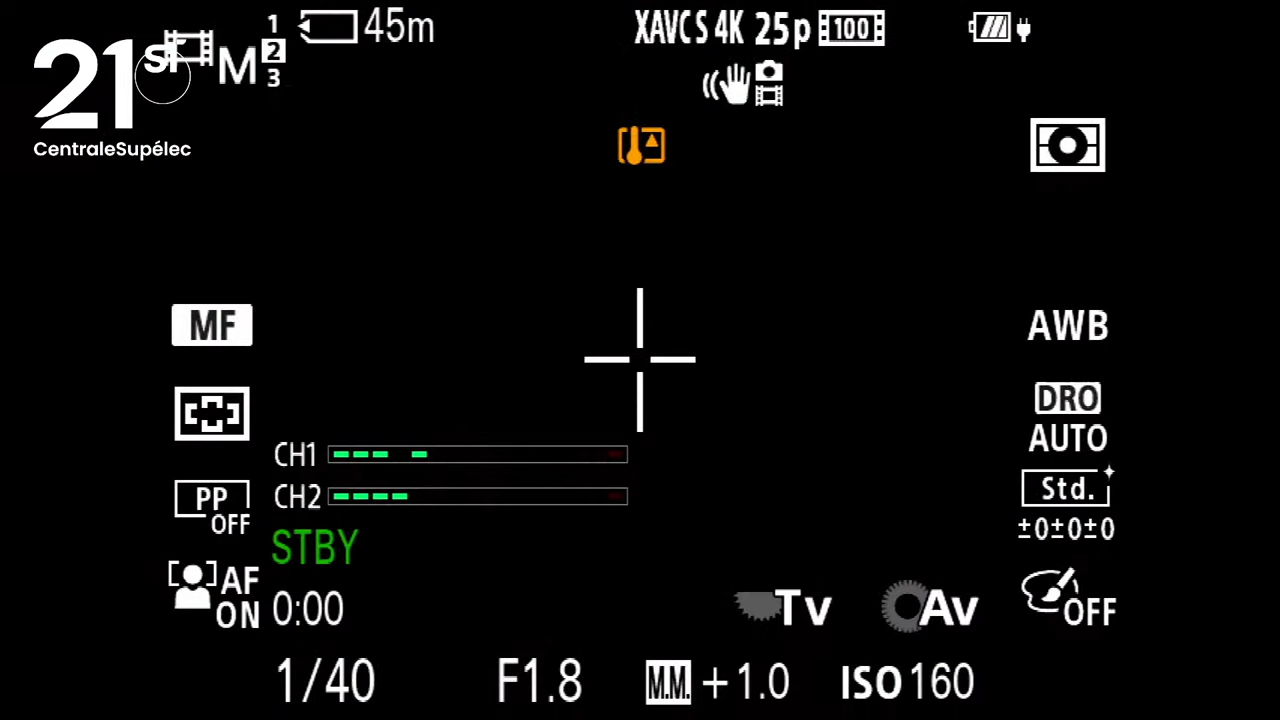 21st
CentraleSupélec
M 1 2 3
45m
XAVC S 4K 25p 100
MF
AWB
DRO
AUTO
CH1
CH2
PP
OFF
Std.
±0±0±0
STBY
AF
ON
0:00
Tv
Av
OFF
1/40
F1.8
M.M. +1.0
ISO 160